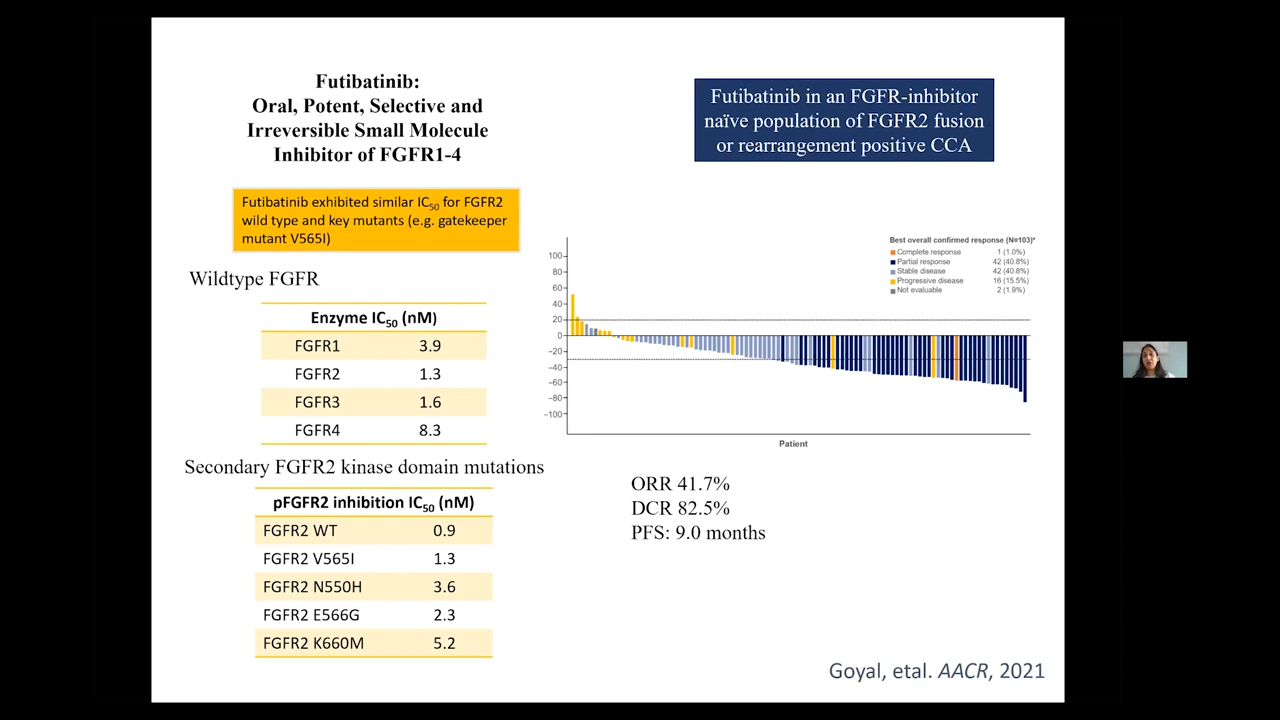 Futibatinib:
Oral, Potent, Selective and
Irreversible Small Molecule
Inhibitor of FGFR1-4
Futibatinib in an FGFR-inhibitor
naïve population of FGFR2 fusion
or rearrangement positive CCA
Futibatinib exhibited similar IC50 for FGFR2
wild type and key mutants (e.g. gatekeeper
mutant V565I)
Wildtype FGFR
Enzyme IC50 (nM)
FGFR1 3.9
FGFR2 1.3
FGFR3 1.6
FGFR4 8.3
Secondary FGFR2 kinase domain mutations
pFGFR2 inhibition IC50 (nM)
FGFR2 WT 0.9
FGFR2 V565I 1.3
FGFR2 N550H 3.6
FGFR2 E566G 2.3
FGFR2 K660M 5.2
Best overall confirmed response (N=103)*
Complete response 1 (1.0%)
Partial response 42 (40.8%)
Stable disease 42 (40.8%)
Progressive disease 16 (15.5%)
Not evaluable 2 (1.9%)
100
80
60
40
20
0
−20
−40
−60
−80
−100
Patient
ORR 41.7%
DCR 82.5%
PFS: 9.0 months
Goyal, etal. AACR, 2021